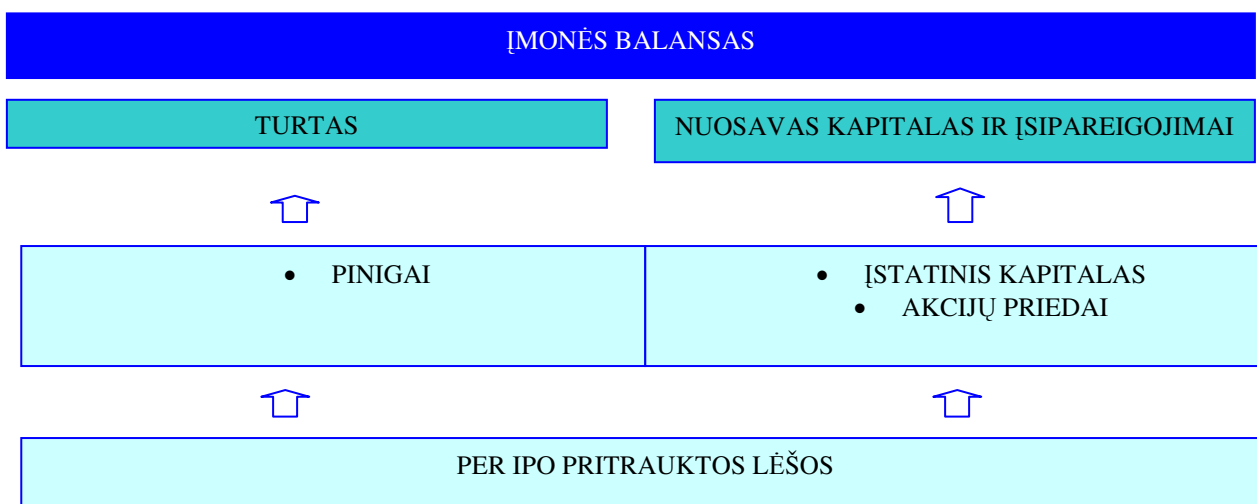 ĮMONĖS BALANSAS
TURTAS
NUOSAVAS KAPITALAS IR ĮSIPAREIGOJIMAI
• PINIGAI
• ĮSTATINIS KAPITALAS
• AKCIJŲ PRIEDAI
PER IPO PRITRAUKTOS LĖŠOS